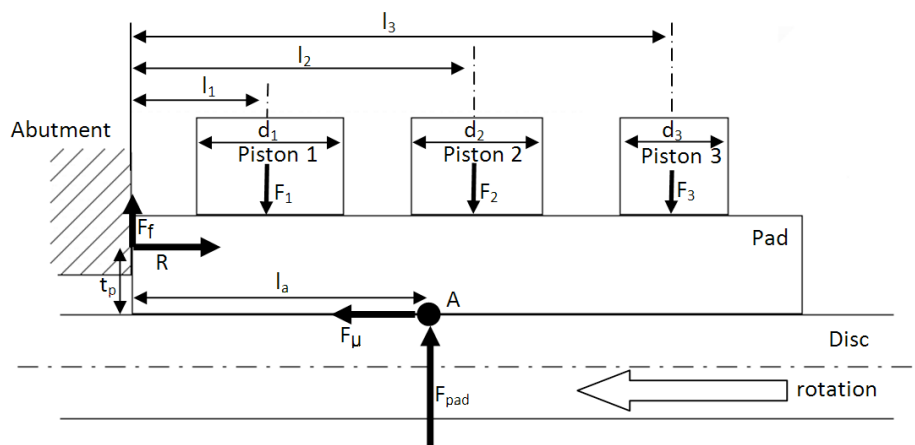 l3
l2
l1
Abutment
d1
d2
d3
Piston 1
Piston 2
Piston 3
F1
F2
F3
Ff
Pad
R
tp
la
A
Fμ
Disc
Fpad
rotation